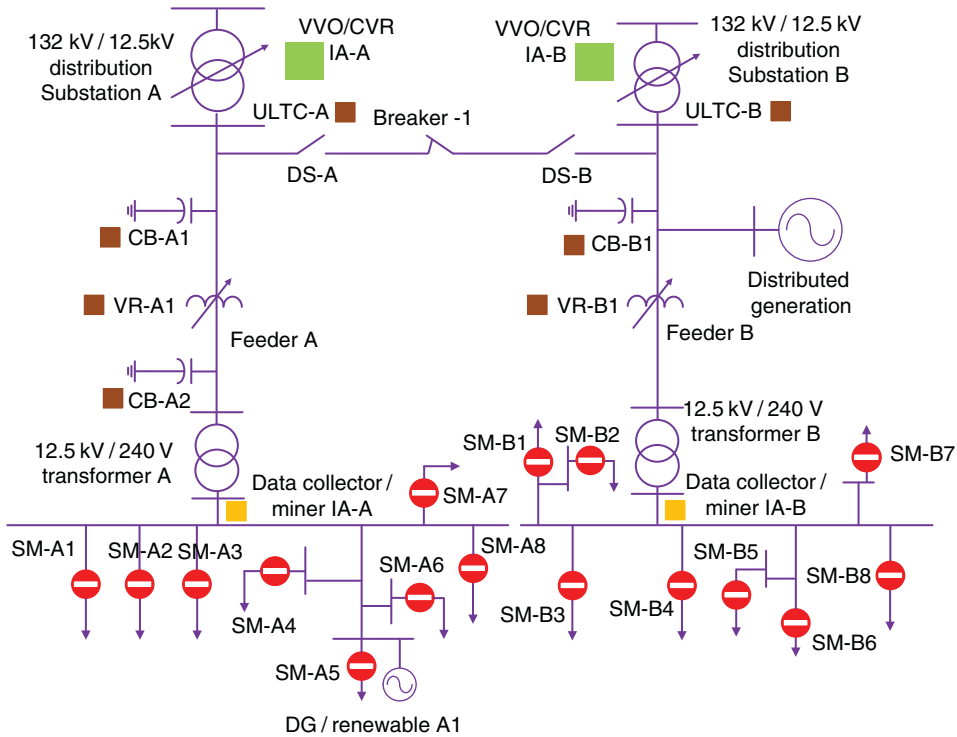 132 kV / 12.5kV
distribution
Substation A
VVO/CVR
IA-A
VVO/CVR
IA-B
132 kV / 12.5 kV
distribution
Substation B
ULTC-A
Breaker -1
ULTC-B
DS-A
DS-B
CB-A1
CB-B1
Distributed
generation
VR-A1
VR-B1
Feeder A
Feeder B
CB-A2
12.5 kV / 240 V
transformer A
12.5 kV / 240 V
transformer B
SM-B1
SM-B2
SM-B7
Data collector /
miner IA-A
SM-A7
Data collector /
miner IA-B
SM-A1
SM-A2
SM-A3
SM-A6
SM-A8
SM-B5
SM-B8
SM-A4
SM-B3
SM-B4
SM-B6
SM-A5
DG / renewable A1